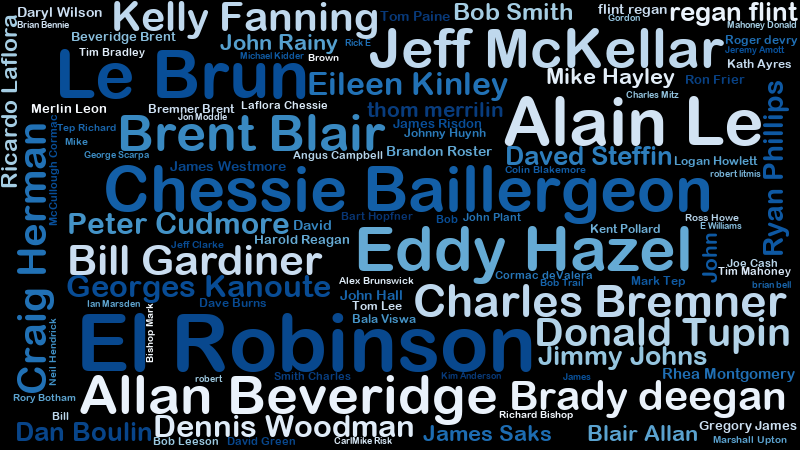 Daryl Wilson
Kelly Fanning
Tom Paine
Bob Smith
flint regan
regan flint
Brian Bennie
Gordon
Mahoney Donald
Beveridge Brent
John Rainy
Rick E
Jeff McKellar
Roger devry
Tim Bradley
Michael Kidder
Brown
Jeremy Amott
Le Brun
Eileen Kinley
Mike Hayley
Kath Ayres
Ron Frier
Ricardo Laflora
Merlin Leon
Bremner Brent
Laflora Chessie
thom merrilin
Charles Mitz
Ryan Phillips
Jon Moddle
Alain Le
Tep Richard
Brent Blair
James Risdon
Johnny Huynh
Mike
McCullough Cormac
George Scarpa
Angus Campbell
Brandon Roster
Daved Steffin
Logan Howlett
James Westmore
Colin Blakemore
robert litmis
Craig Herman
Chessie Baillergeon
Peter Cudmore
David
Bart Hopfner
Bob
John Plant
Ross Howe
E Williams
Kent Pollard
Harold Reagan
Jeff Clarke
Eddy Hazel
John
Bill Gardiner
Joe Cash
Tim Mahoney
Cormac deValera
Bob Trail
Mark Tep
brian bell
Georges Kanoute
Alex Brunswick
John Hall
Charles Bremner
Ian Marsden
Dave Burns
Tom Lee
Bala Viswa
Bishop Mark
Neil Hendrick
El Robinson
Donald Tupin
Jimmy Johns
robert
Smith Charles
Kim Anderson
James
Rhea Montgomery
Rory Botham
Allan Beveridge
Brady deegan
Bill
Richard Bishop
Dan Boulin
Dennis Woodman
James Saks
Blair Allan
Gregory James
Bob Leeson
David Green
CarlMike Risk
Marshall Upton